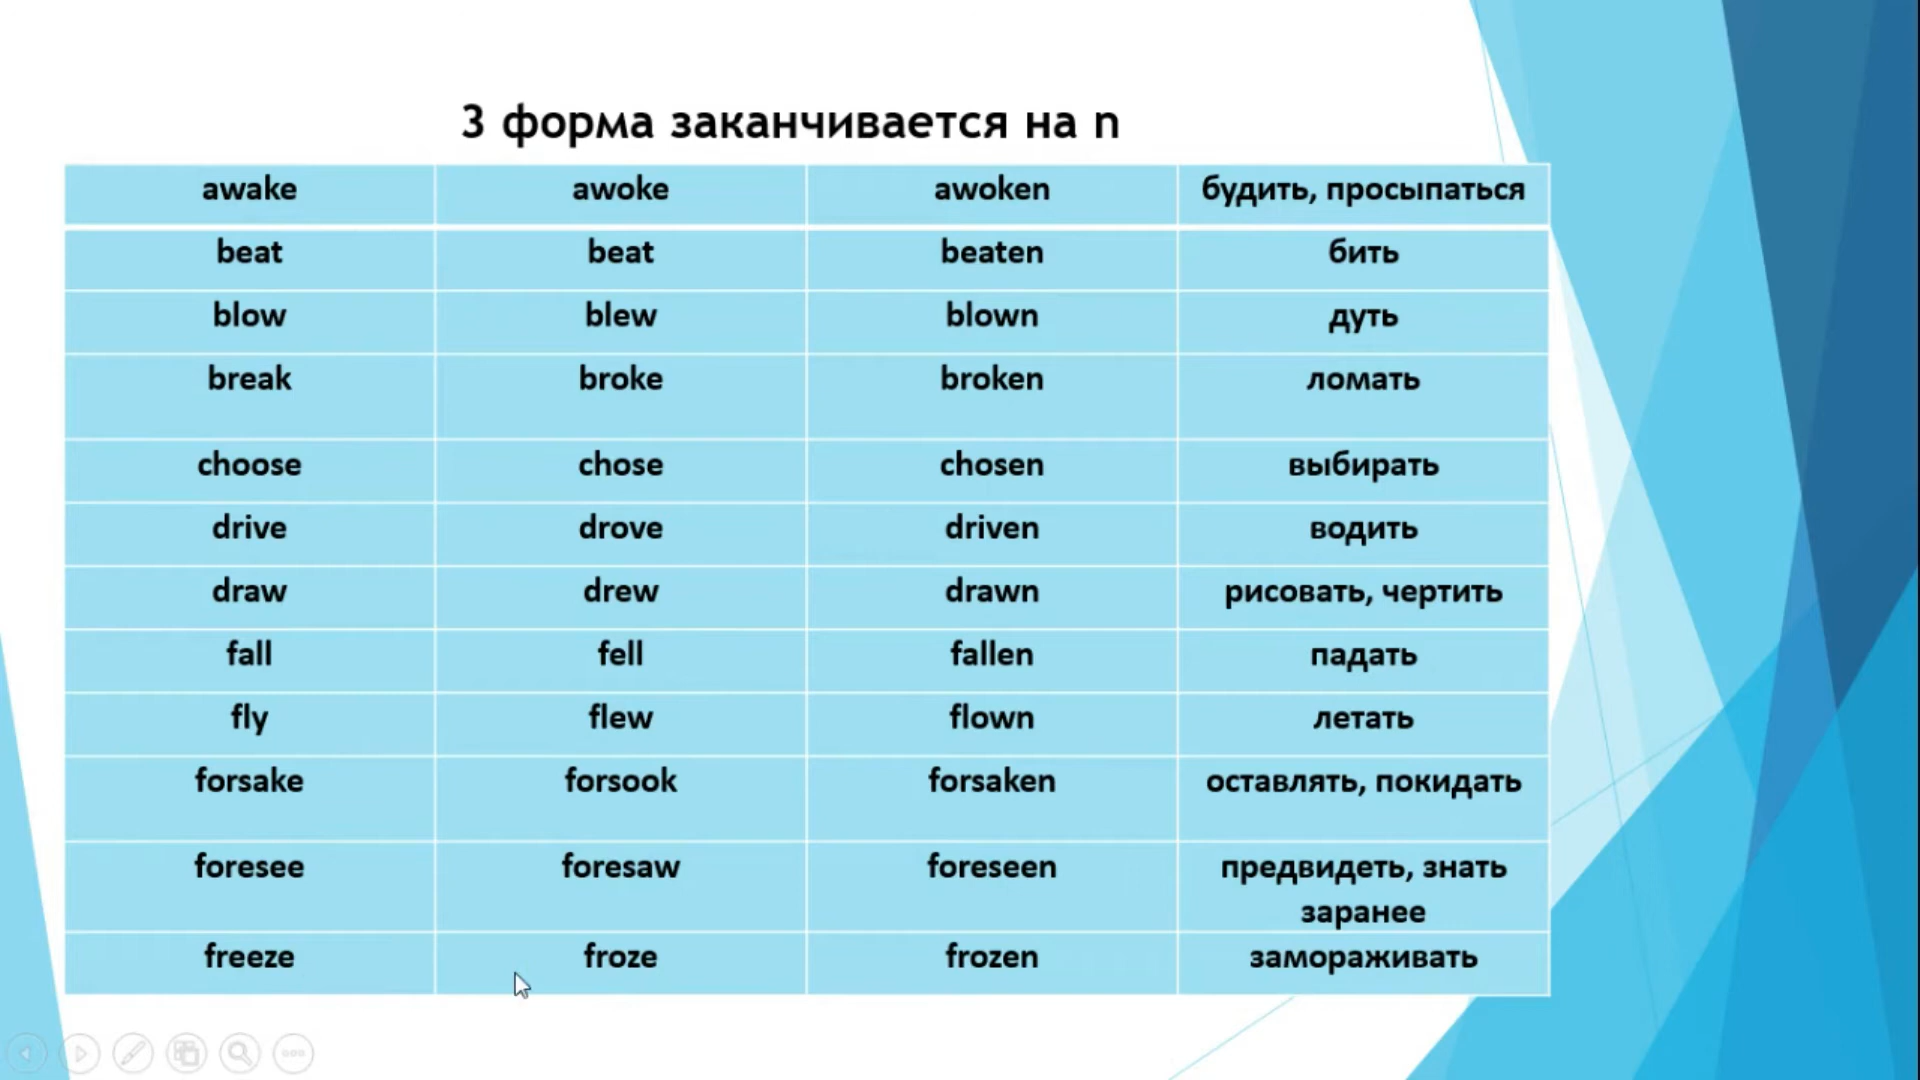 3 форма заканчивается на n
awake awoke awoken будить, просыпаться
beat beat beaten бить
blow blew blown дуть
break broke broken ломать
choose chose chosen выбирать
drive drove driven водить
draw drew drawn рисовать, чертить
fall fell fallen падать
fly flew flown летать
forsake forsook forsaken оставлять, покидать
foresee foresaw foreseen предвидеть, знать
заранее
freeze froze frozen замораживать